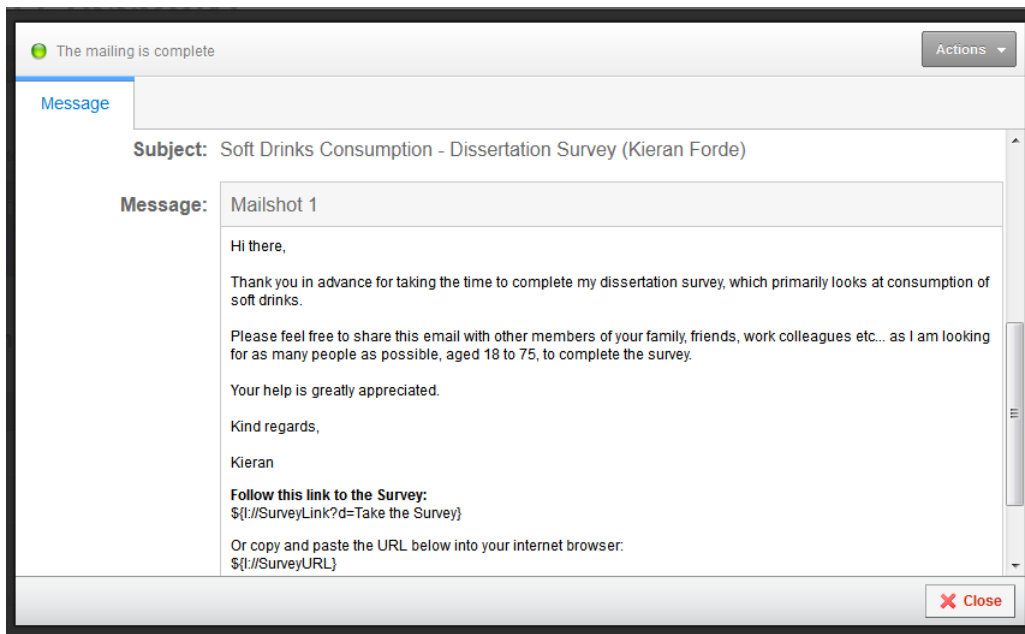 The mailing is complete
Actions
Message
Subject: Soft Drinks Consumption - Dissertation Survey (Kieran Forde)
Message: Mailshot 1
Hi there,
Thank you in advance for taking the time to complete my dissertation survey, which primarily looks at consumption of
soft drinks.
Please feel free to share this email with other members of your family, friends, work colleagues etc... as I am looking
for as many people as possible, aged 18 to 75, to complete the survey.
Your help is greatly appreciated.
Kind regards,
Kieran
Follow this link to the Survey:
${l://SurveyLink?d=Take the Survey}
Or copy and paste the URL below into your internet browser:
${l://SurveyURL}
Close